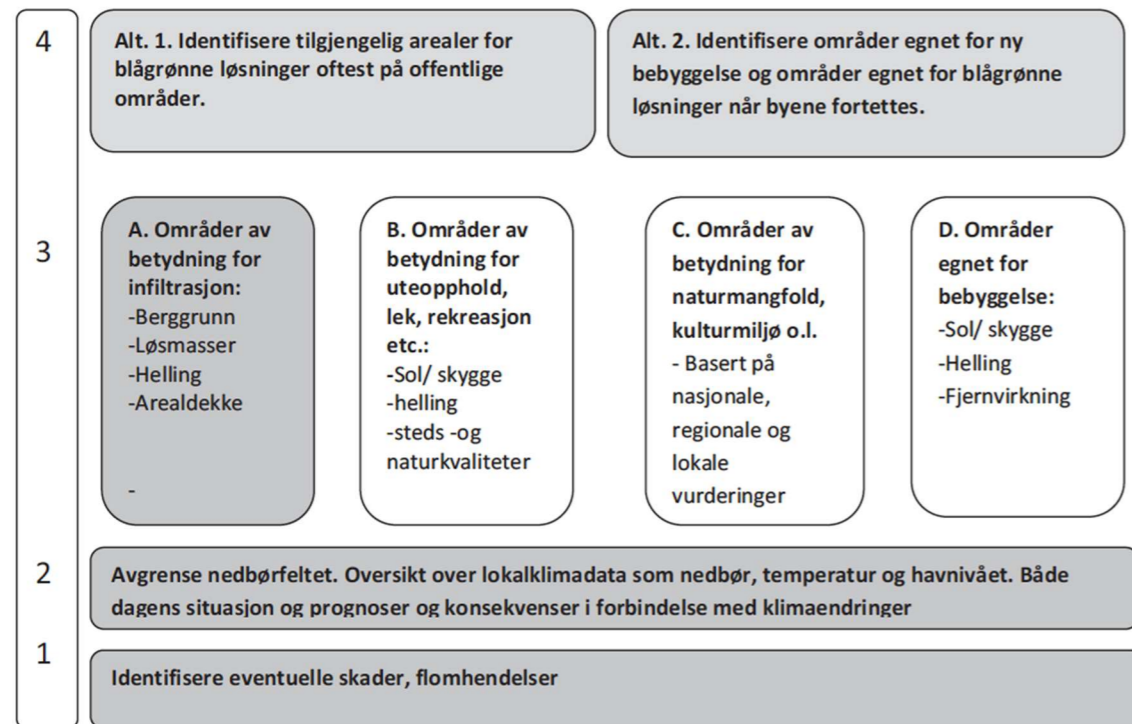 4
Alt. 1. Identifisere tilgjengelig arealer for
blågrønne løsninger oftest på offentlige
områder.
Alt. 2. Identifisere områder egnet for ny
bebyggelse og områder egnet for blågrønne
løsninger når byene fortettes.
3
A. Områder av
betydning for
infiltrasjon:
-Berggrunn
-Løsmasser
-Helling
-Arealdekke
-
B. Områder av
betydning for
uteopphold,
lek, rekreasjon
etc.:
-Sol/ skygge
-helling
-steds -og
naturkvaliteter
C. Områder av
betydning for
naturmangfold,
kulturmiljø o.l.
- Basert på
nasjonale,
regionale og
lokale
vurderinger
D. Områder
egnet for
bebyggelse:
-Sol/ skygge
-Helling
-Fjernvirkning
2
Avgrense nedbørfeltet. Oversikt over lokalklimadata som nedbør, temperatur og havnivået. Både
dagens situasjon og prognoser og konsekvenser i forbindelse med klimaendringer
1
Identifisere eventuelle skader, flomhendelser